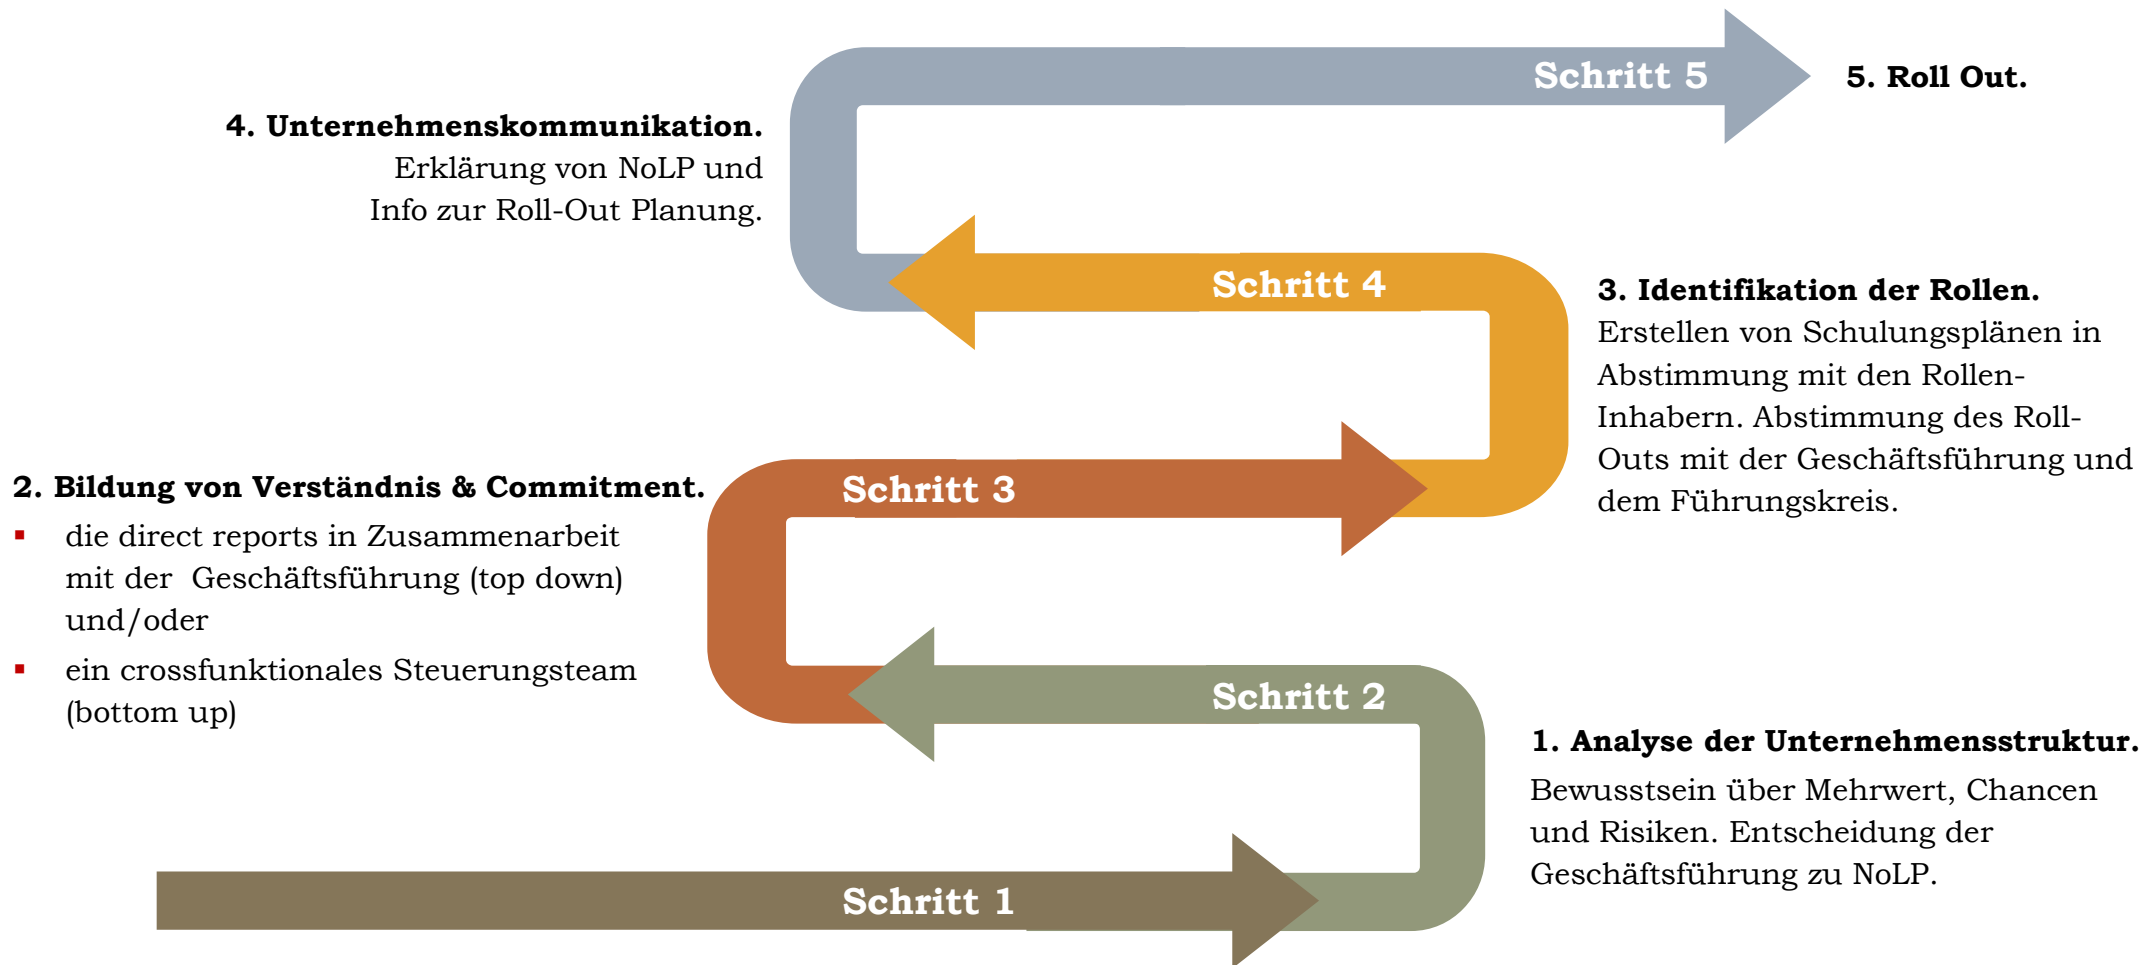 Schritt 5
5. Roll Out.
4. Unternehmenskommunikation.
Erklärung von NoLP und
Info zur Roll-Out Planung.
Schritt 4
3. Identifikation der Rollen.
Erstellen von Schulungsplänen in
Abstimmung mit den Rollen-
Inhabern. Abstimmung des Roll-
Outs mit der Geschäftsführung und
dem Führungskreis.
Schritt 3
2. Bildung von Verständnis & Commitment.
▪ die direct reports in Zusammenarbeit
mit der  Geschäftsführung (top down)
und/oder
▪ ein crossfunktionales Steuerungsteam
(bottom up)
Schritt 2
1. Analyse der Unternehmensstruktur.
Bewusstsein über Mehrwert, Chancen
und Risiken. Entscheidung der
Geschäftsführung zu NoLP.
Schritt 1